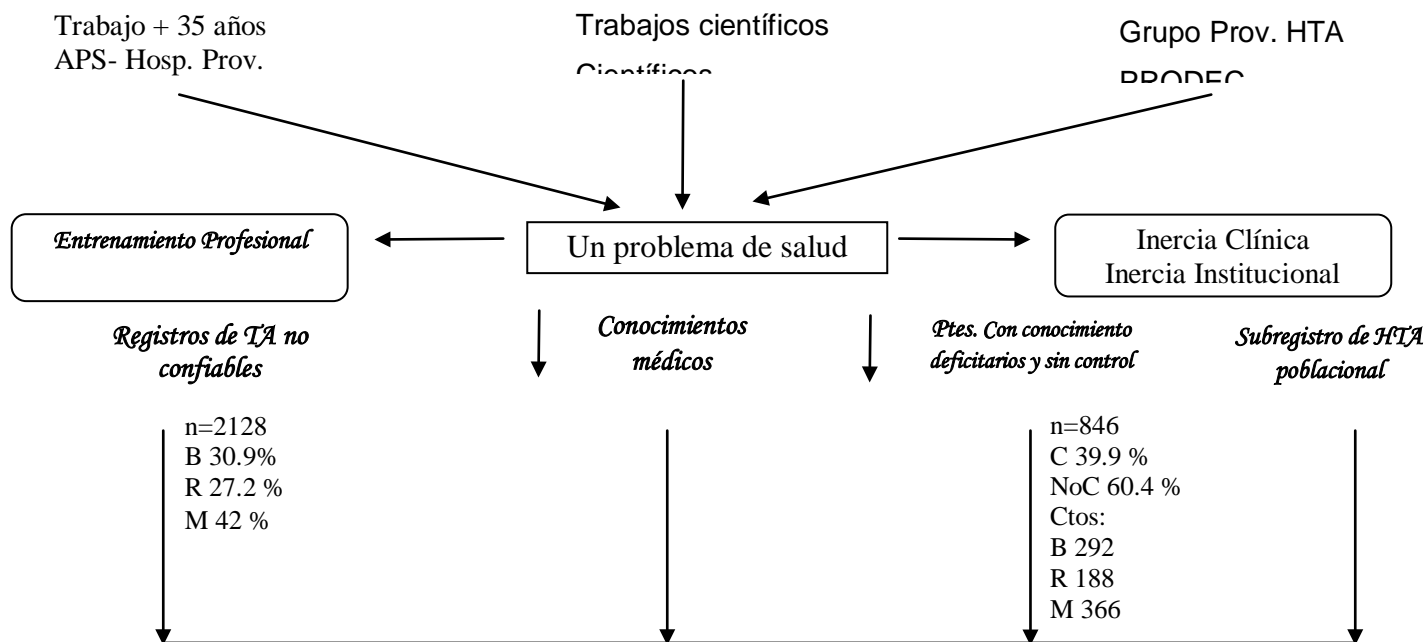 Trabajo + 35 años
APS- Hosp. Prov.
Trabajos científicos
Científicos
Grupo Prov. HTA
PRODEC
Entrenamiento Profesional
Un problema de salud
Inercia Clínica
Inercia Institucional
Registros de TA no
confiables
Conocimientos
médicos
Ptes. Con conocimiento
deficitarios y sin control
Subregistro de HTA
poblacional
n=2128
B 30.9%
R 27.2 %
M 42 %
n=846
C 39.9 %
NoC 60.4 %
Ctos:
B 292
R 188
M 366